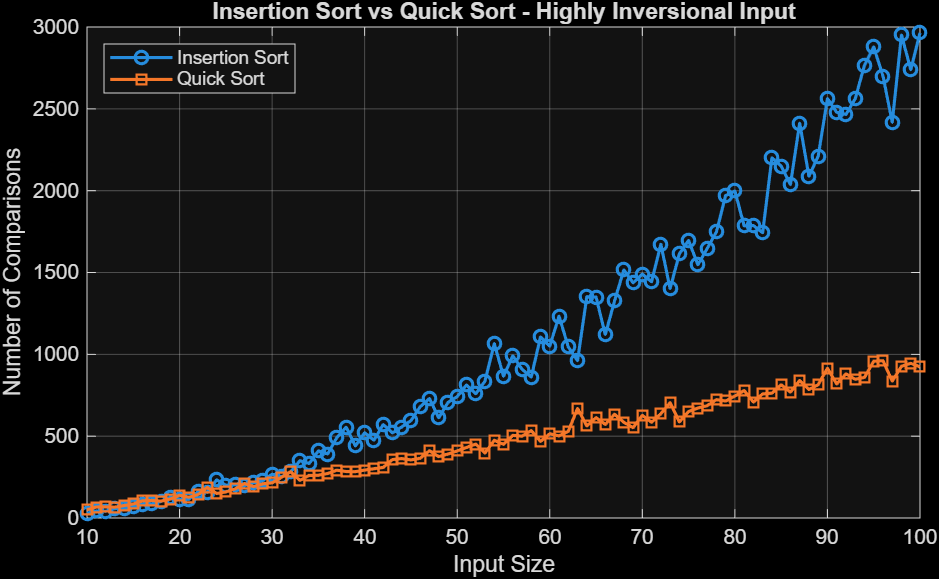 Insertion Sort vs Quick Sort - Highly Inversional Input
3000
Insertion Sort
Quick Sort
2500
2000
1500
1000
500
0
Number of Comparisons
10 20 30 40 50 60 70 80 90 100
Input Size